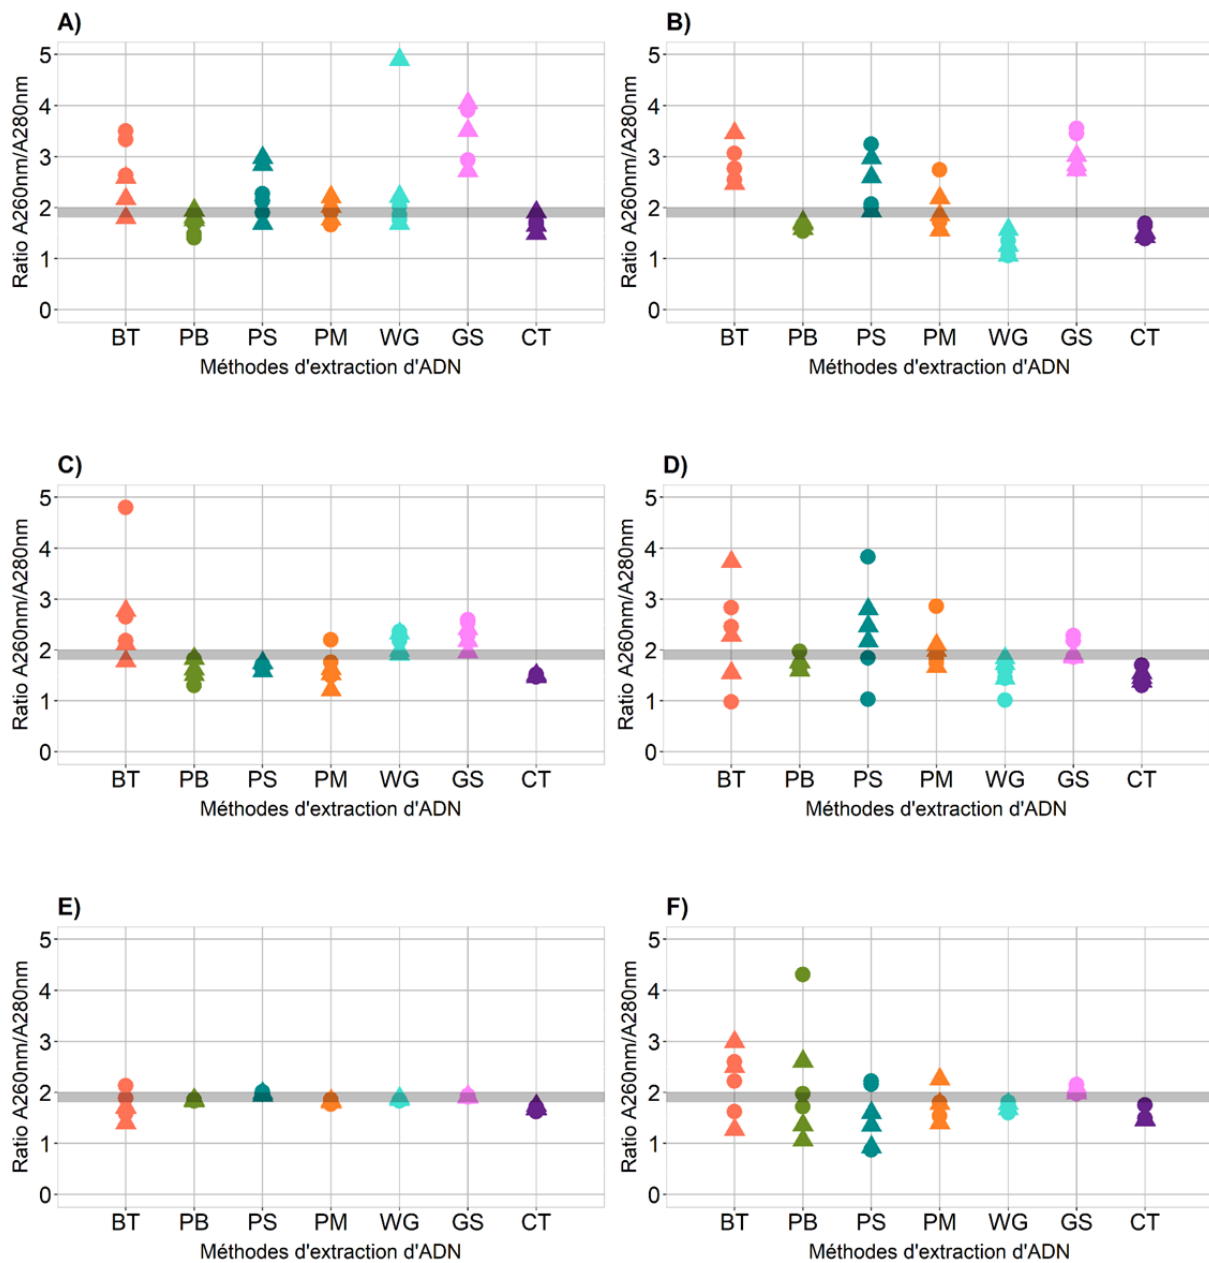 A)
Ratio A260nm/A280nm
5
4
3
2
1
0
BT PB PS PM WG GS CT
Méthodes d'extraction d'ADN
B)
Ratio A260nm/A280nm
5
4
3
2
1
0
BT PB PS PM WG GS CT
Méthodes d'extraction d'ADN
C)
Ratio A260nm/A280nm
5
4
3
2
1
0
BT PB PS PM WG GS CT
Méthodes d'extraction d'ADN
D)
Ratio A260nm/A280nm
5
4
3
2
1
0
BT PB PS PM WG GS CT
Méthodes d'extraction d'ADN
E)
Ratio A260nm/A280nm
5
4
3
2
1
0
BT PB PS PM WG GS CT
Méthodes d'extraction d'ADN
F)
Ratio A260nm/A280nm
5
4
3
2
1
0
BT PB PS PM WG GS CT
Méthodes d'extraction d'ADN